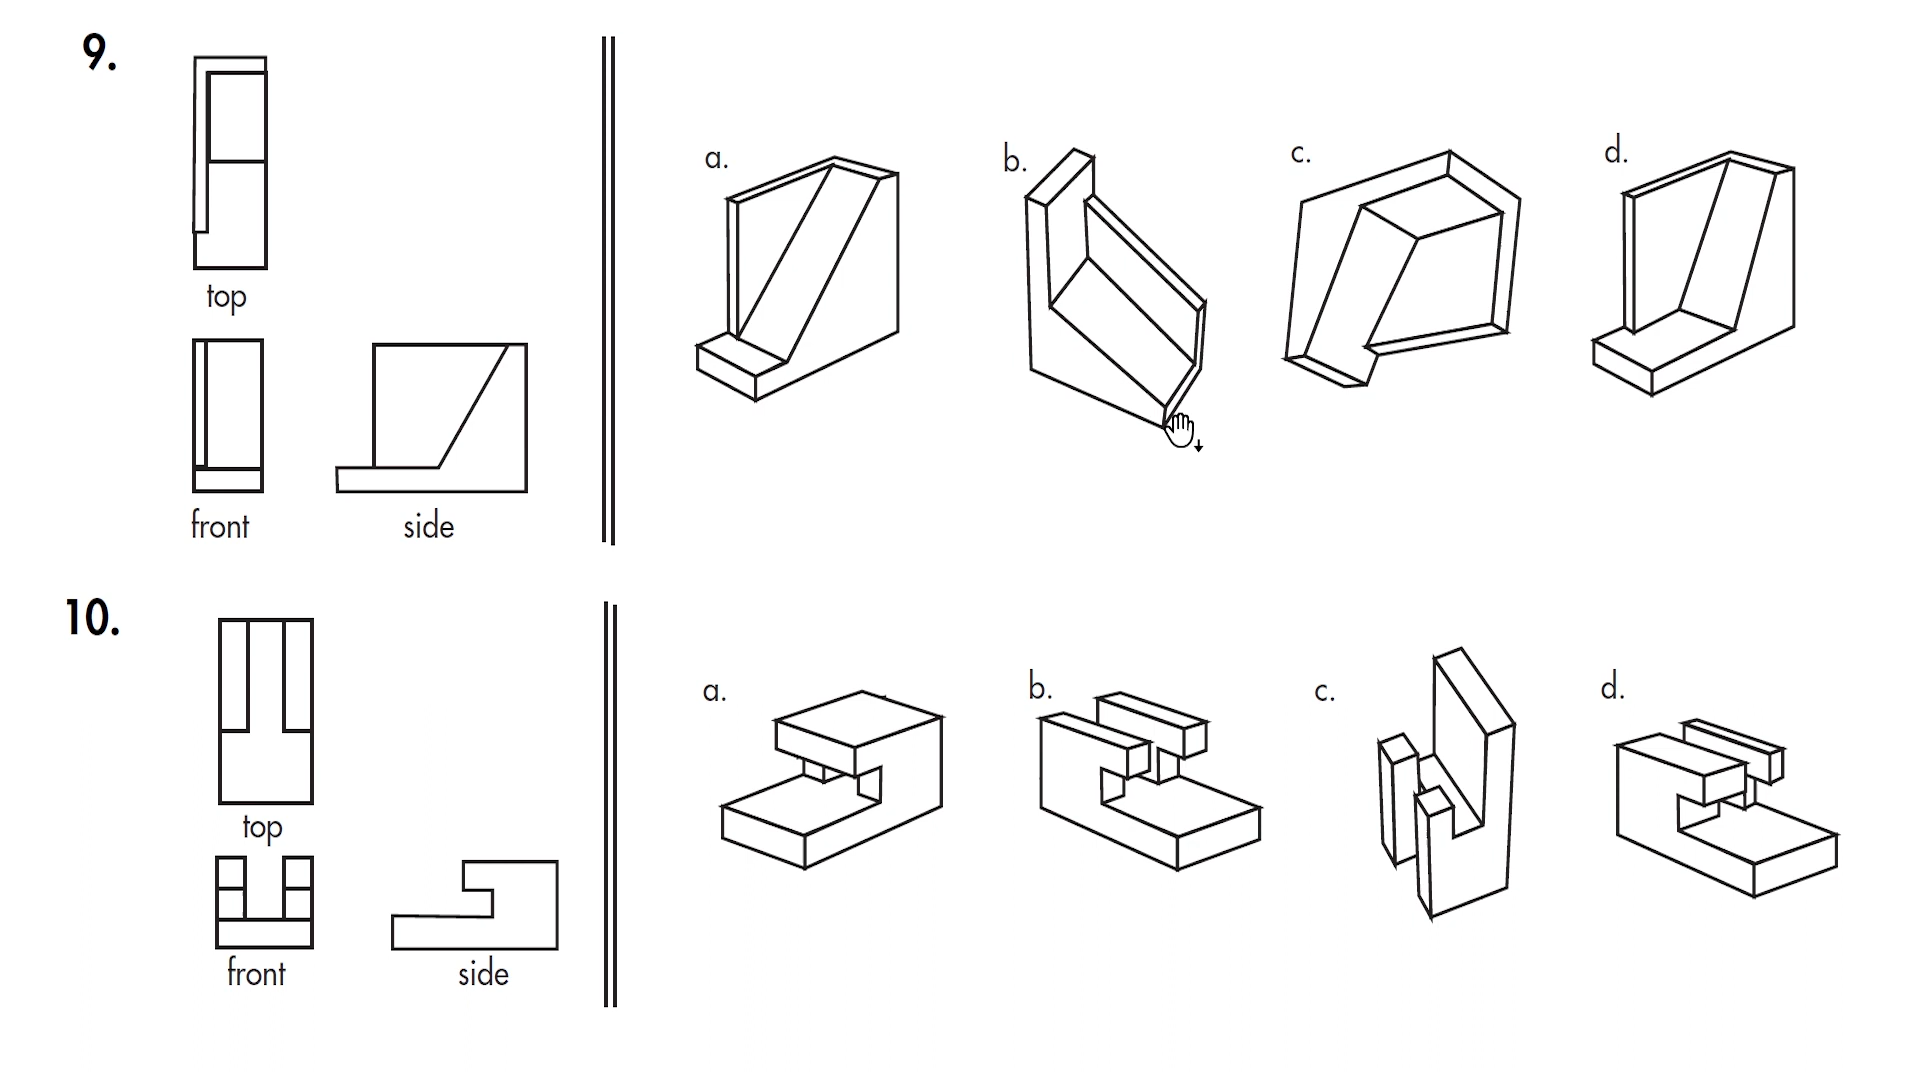 9.
top
front
side
a.
b.
c.
d.
10.
top
front
side
a.
b.
c.
d.